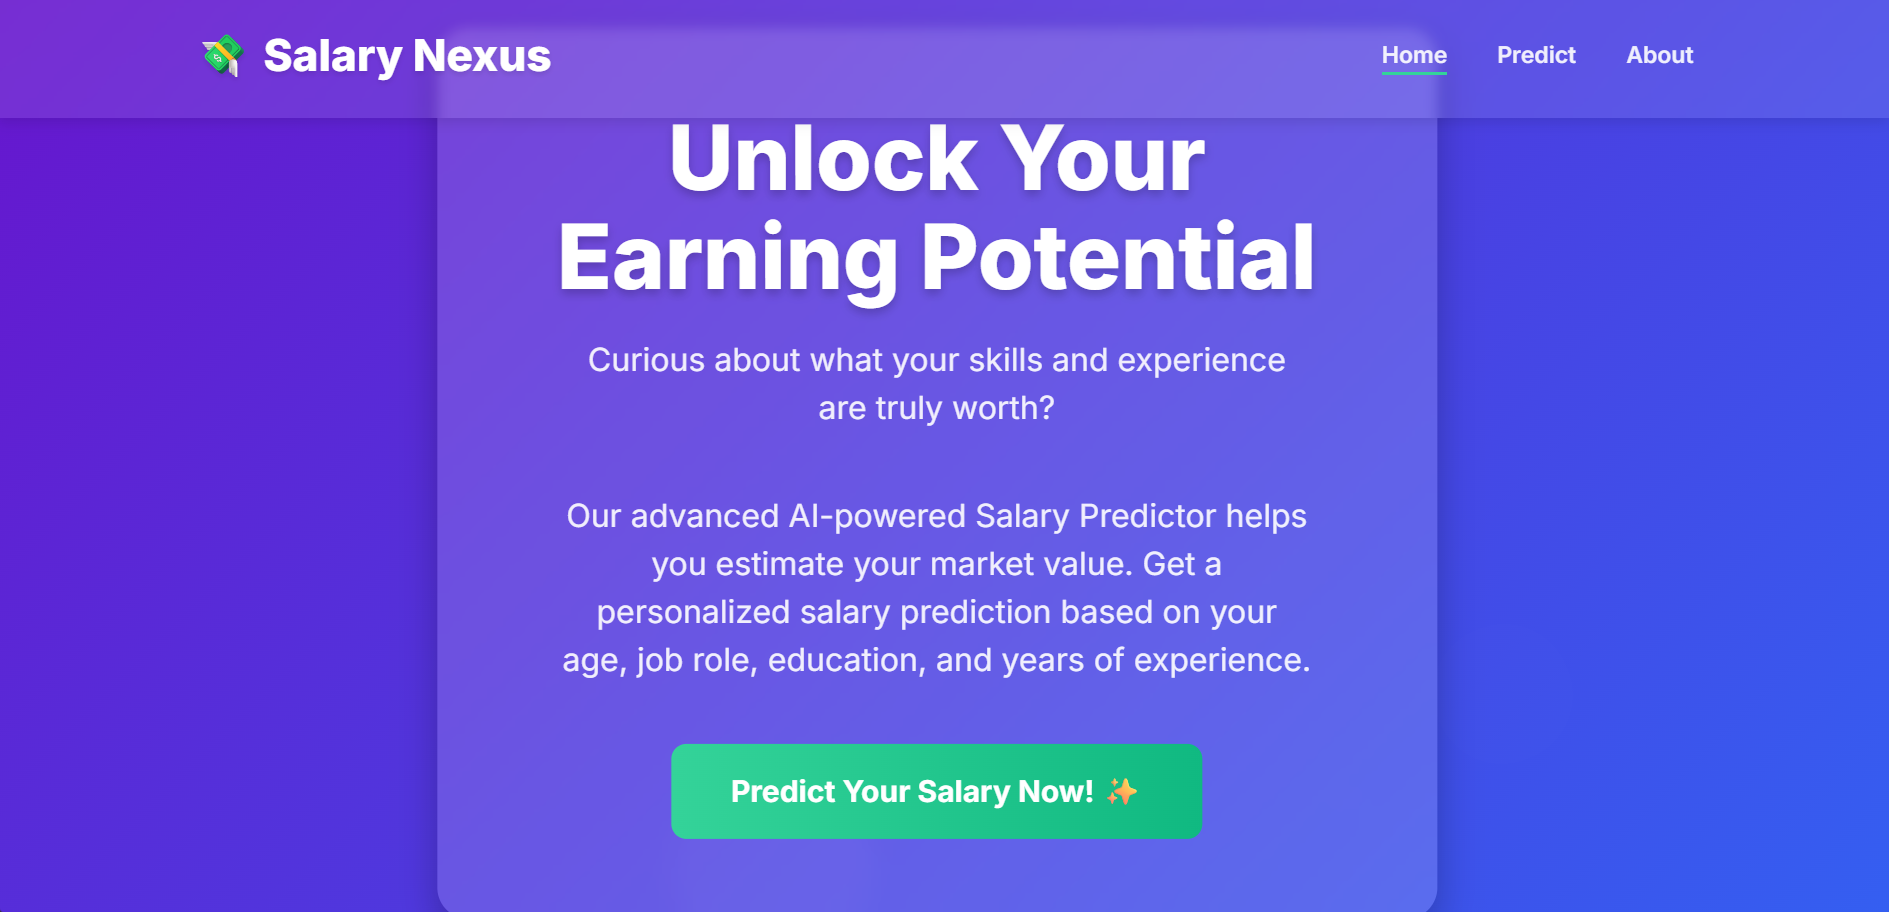 Salary Nexus
Home
Predict
About
Unlock Your
Earning Potential
Curious about what your skills and experience
are truly worth?
Our advanced AI-powered Salary Predictor helps
you estimate your market value. Get a
personalized salary prediction based on your
age, job role, education, and years of experience.
Predict Your Salary Now! ✨